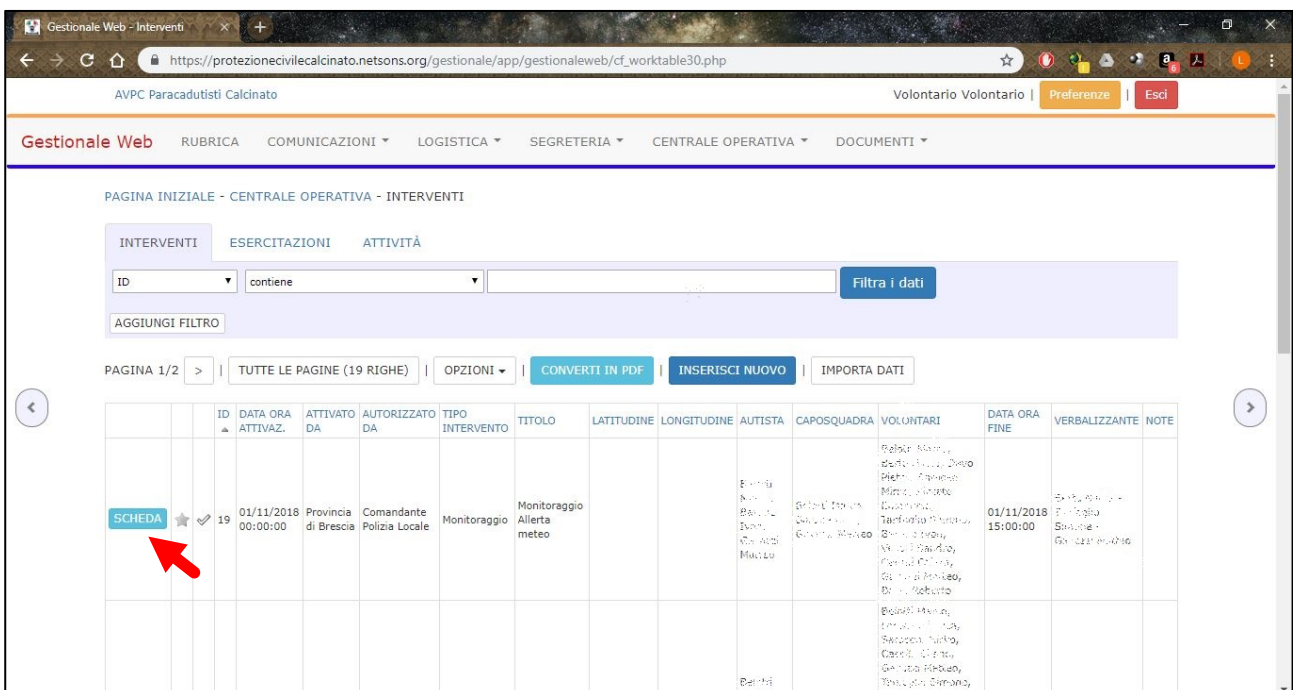 Gestionale Web - Interventi
https://protezionecivilecalcinato.netsons.org/gestionale/app/gestionaleweb/cf_worktable30.php
AVPC Paracadutisti Calcinato Volontario Volontario | Preferenze | Esci
Gestionale Web RUBRICA COMUNICAZIONI LOGISTICA SEGRETERIA CENTRALE OPERATIVA DOCUMENTI
PAGINA INIZIALE - CENTRALE OPERATIVA - INTERVENTI
INTERVENTI ESERCITAZIONI ATTIVITÀ
ID contiene Filtra i dati
AGGIUNGI FILTRO
PAGINA 1/2 > | TUTTE LE PAGINE (19 RIGHE) | OPZIONI | CONVERTI IN PDF | INSERISCI NUOVO | IMPORTA DATI
ID DATA ORA ATTIVAZ. ATTIVATO DA AUTORIZZATO DA TIPO INTERVENTO TITOLO LATITUDINE LONGITUDINE AUTISTA CAPOSQUADRA VOLONTARI DATA ORA FINE VERBALIZZANTE NOTE
SCHEDA 19 01/11/2018 00:00:00 Provincia di Brescia Comandante Polizia Locale Monitoraggio Monitoraggio Allerta meteo 01/11/2018 15:00:00